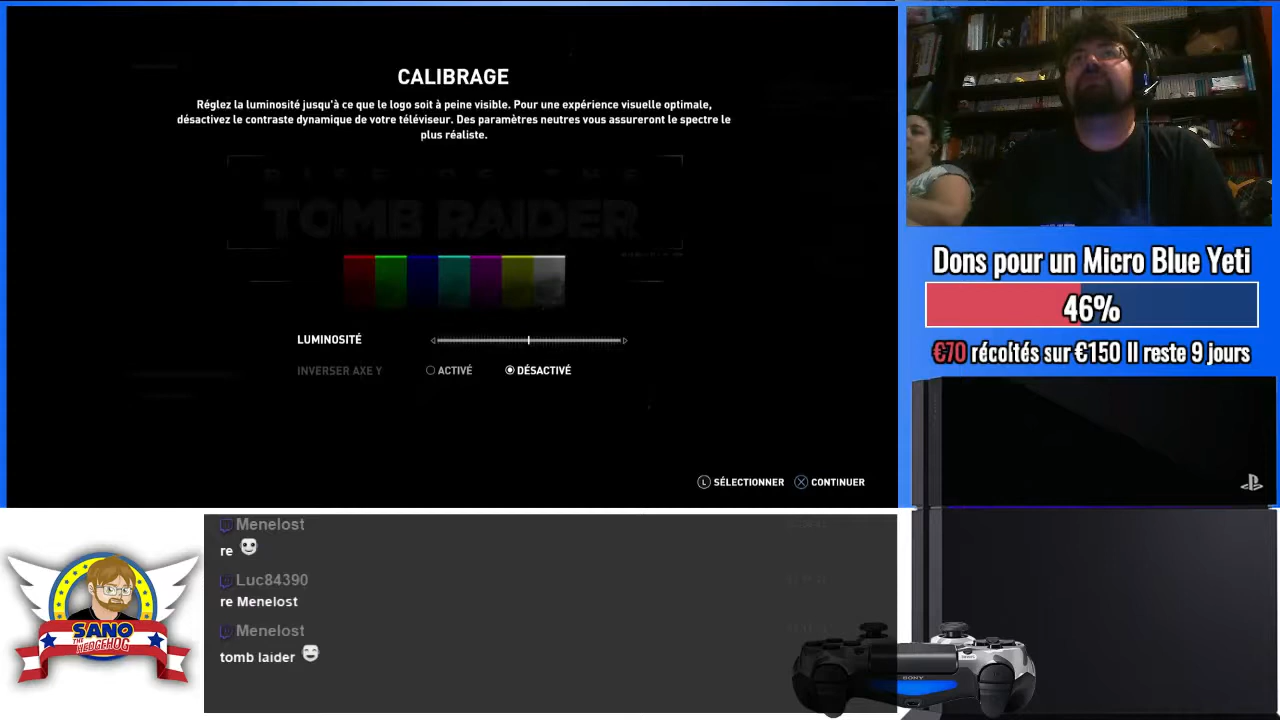 CALIBRAGE
Réglez la luminosité jusqu'à ce que le logo soit à peine visible. Pour une expérience visuelle optimale,
désactivez le contraste dynamique de votre téléviseur. Des paramètres neutres vous assureront le spectre le
plus réaliste.
RISE OF THE
TOMB RAIDER
LUMINOSITÉ
INVERSER AXE Y
ACTIVÉ
DÉSACTIVÉ
L SÉLECTIONNER
CONTINUER
Dons pour un Micro Blue Yeti
46%
€70 récoltés sur €150 Il reste 9 jours
Menelost
re
Luc84390
re Menelost
Menelost
tomb laider
SANO
THE
HEDGEHOG
SONY